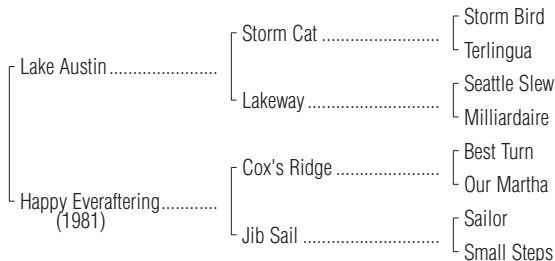 Storm Bird
Storm Cat ........................
Terlingua
Lake Austin ......................
Seattle Slew
Lakeway ...........................
Milliardaire
Best Turn
Cox's Ridge .....................
Our Martha
Happy Everaftering............
(1981)
Sailor
Jib Sail ............................
Small Steps